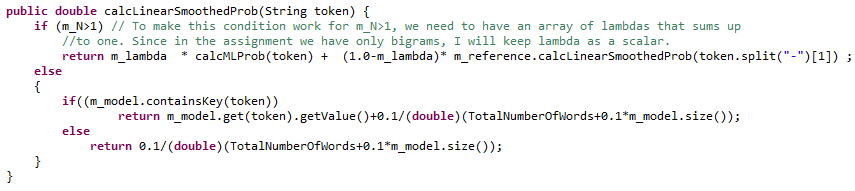 public double calcLinearSmoothedProb(String token) {
    if (m_N>1) // To make this condition work for m_N>1, we need to have an array of lambdas that sums up
        //to one. Since in the assignment we have only bigrams, I will keep lambda as a scalar.
        return m_lambda  * calcMLProb(token) +  (1.0-m_lambda)* m_reference.calcLinearSmoothedProb(token.split("-")[1]) ;
    else
    {
        if((m_model.containsKey(token))
                return m_model.get(token).getValue()+0.1/(double)(TotalNumberOfWords+0.1*m_model.size());
        else
            return 0.1/(double)(TotalNumberOfWords+0.1*m_model.size());
    }
}